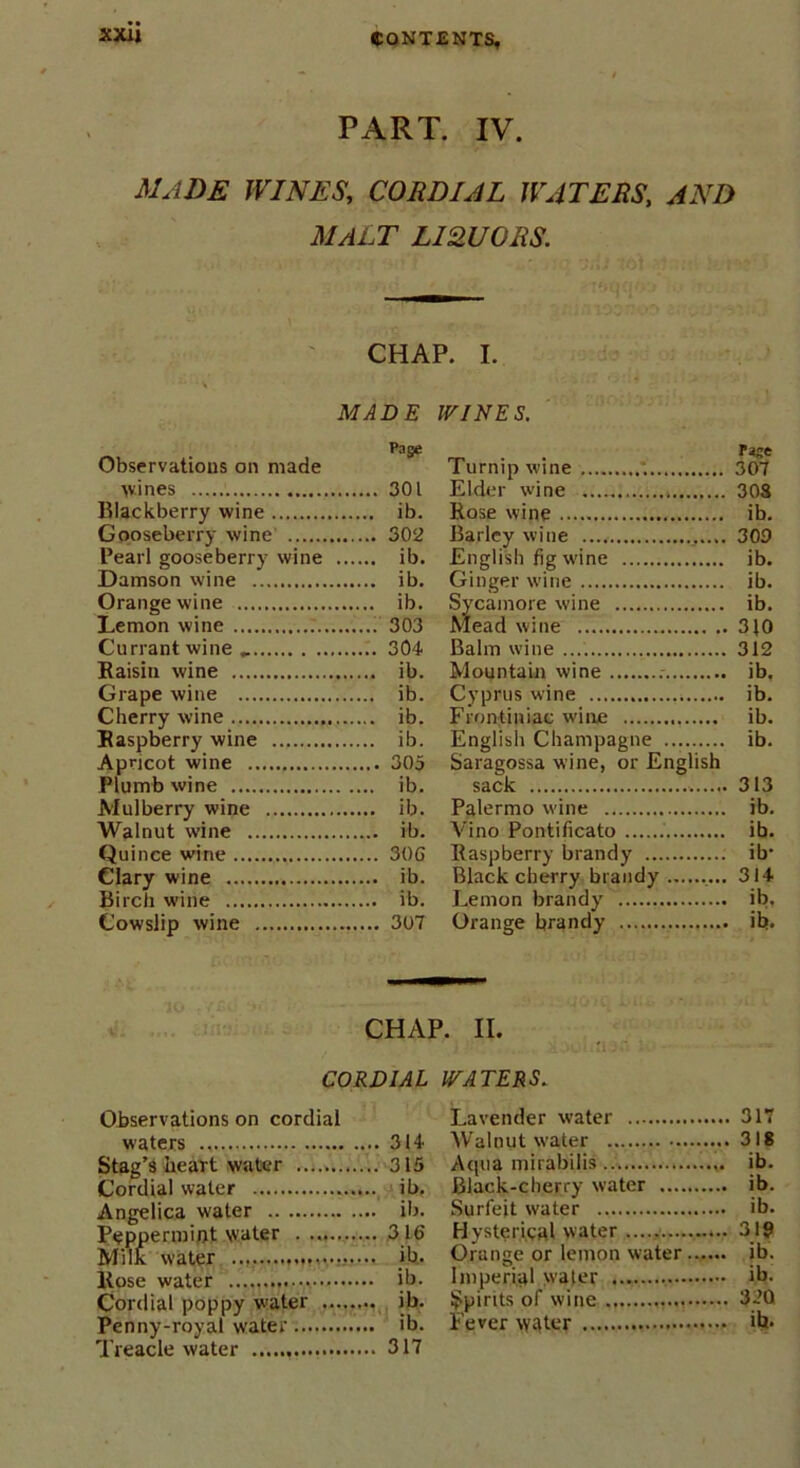 xxii CONTENTS,
PART. IV.
MADE WINES, CORDIAL WATERS, AND
MALT LIQUORS.
CHAP. I.
MADE WINES.
Page
Observations on made
wines ..................... 301
Blackberry wine ............... ib.
Gooseberry wine ............. 302
Pearl gooseberry wine ...... ib.
Damson wine .................. ib.
Orange wine .................... ib.
Lemon wine ..................... 303
Currant wine .................. 304
Raisin wine ..................... ib.
Grape wine ..................... ib.
Cherry wine ..................... ib.
Raspberry wine ............... ib.
Apricot wine .................. 305
Plumb wine ..................... ib.
Mulberry wine ................. ib.
Walnut wine .................... ib.
Quince wine ..................... 306
Clary wine ...................... ib.
Birch wine ...................... ib.
Cowslip wine .................. 307
Page
Turnip wine ..................... 307
Elder wine ..................... 308
Rose wine ........................ ib.
Barley wine ..................... 309
English fig wine ............... ib.
Ginger wine ..................... ib.
Sycamore wine ................ ib.
Mead wine ..................... 310
Balm wine ........................ 312
Mountain wine .................. ib.
Cyprus wine .................... ib.
Frontiniac wine ............... ib.
English Champagne ......... ib.
Saragossa wine, or English
sack ............................ 313
Palermo wine .................. ib.
Vino Pontificato ............... ib.
Raspberry brandy ............ ib.
Black cherry brandy ......... 314
Lemon brandy ................. ib.
Orange brandy ................. ib.
CHAP. II.
CORDIAL WATERS.
Observations on cordial
waters .......................... 314
Stag's heart water ............ 315
Cordial water .................. ib.
Angelica water ................ ib.
Peppermint water ............ 316
Milk water ...................... ib.
Rose water ...................... ib.
Cordial poppy water ......... ib.
Penny-royal water ............ ib.
Treacle water .................. 317
Lavender water ............... 317
Walnut water .................. 318
Aqua mirabilis .................. ib.
Black-cherry water .......... ib.
Surfeit water .................. ib.
Hysterical water ............... 319
Orange or lemon water ...... ib.
Imperial water ................. ib.
Spirits of wine .................. 320
Fever water ..................... ib.